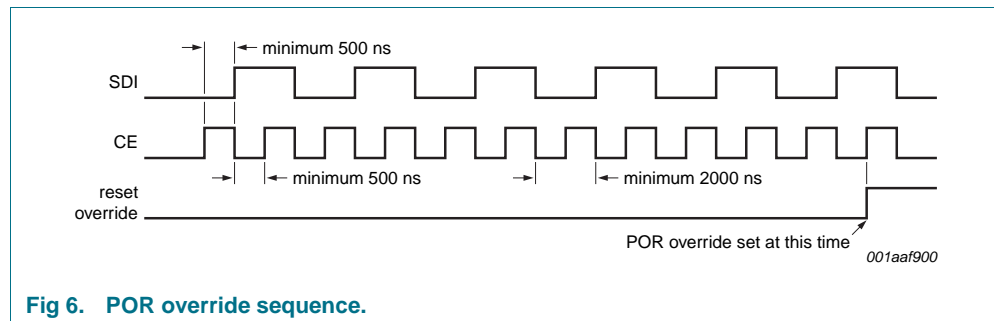 minimum 500 ns
SDI
CE
minimum 500 ns
minimum 2000 ns
reset
override
POR override set at this time
001aaf900
Fig 6. POR override sequence.